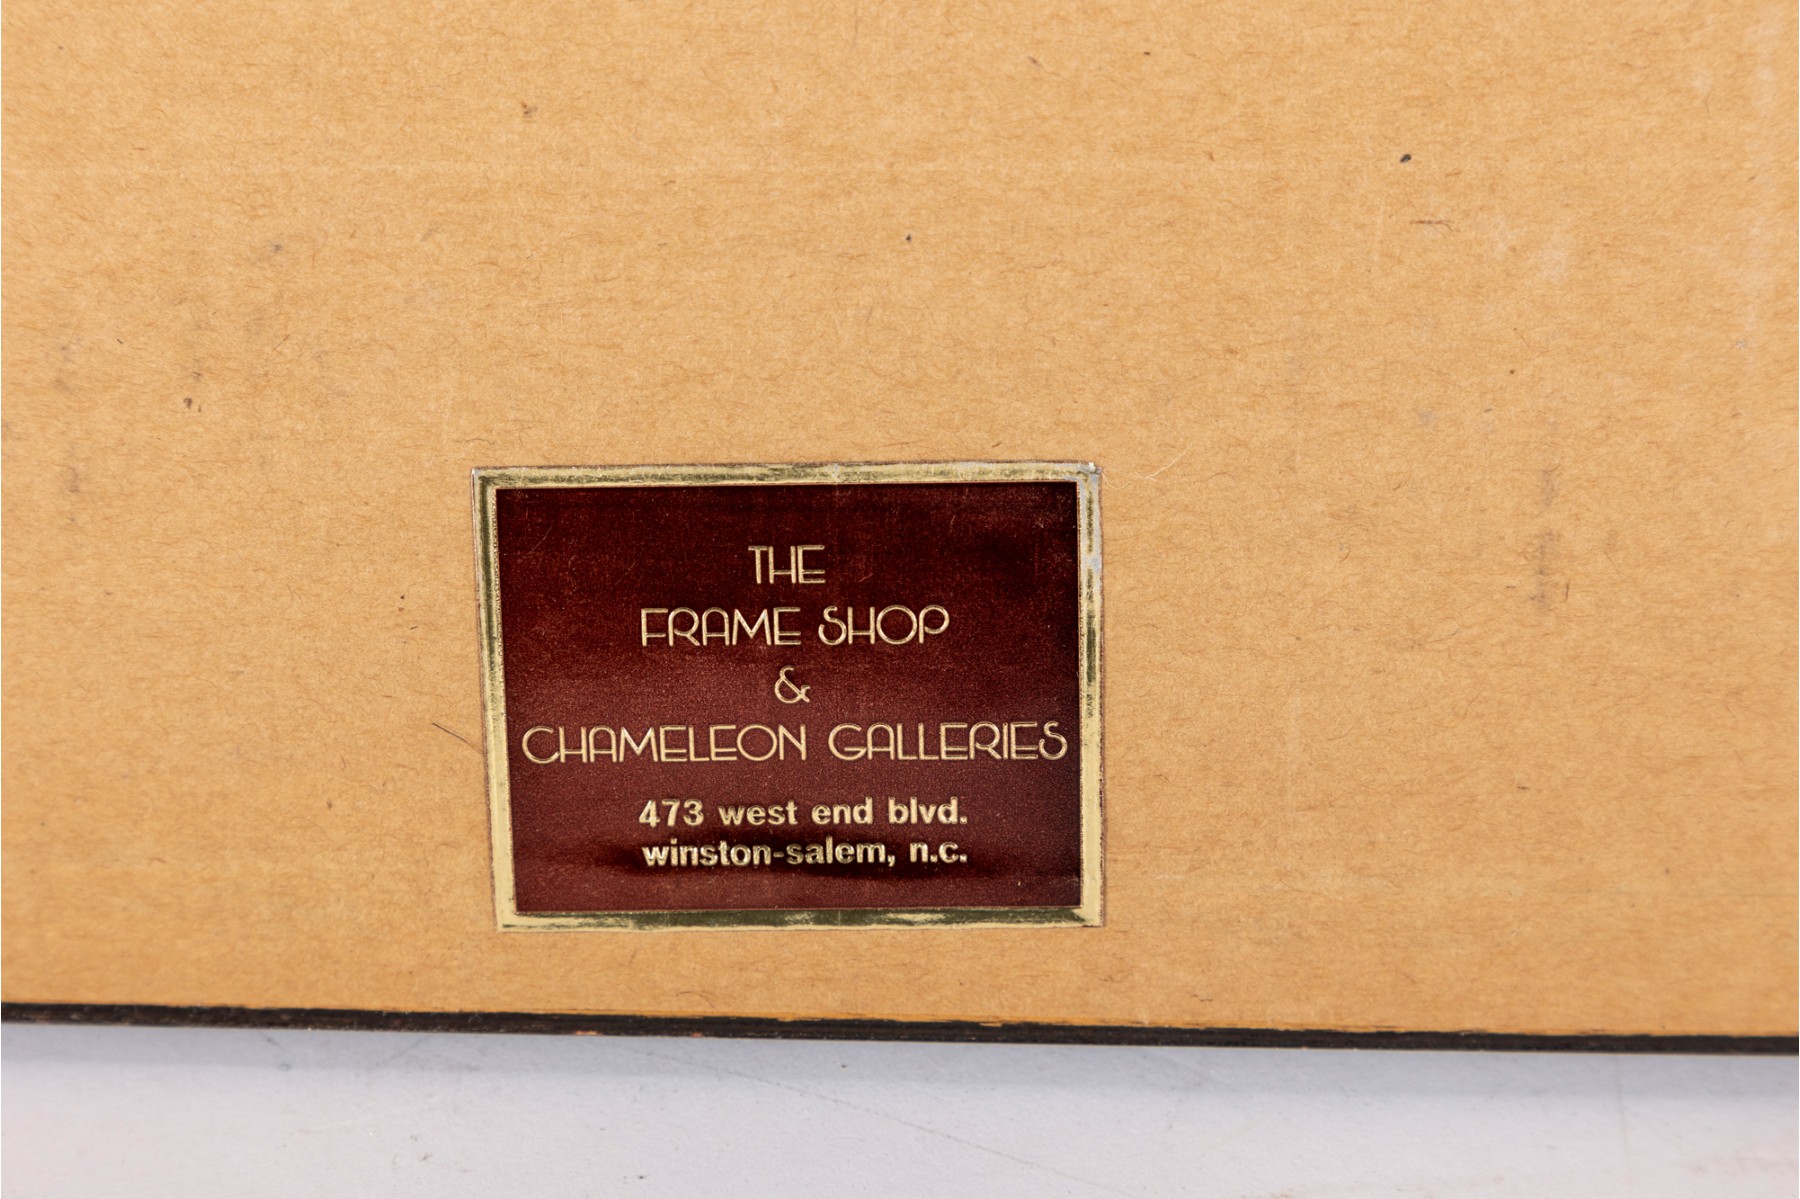 THE
FRAME SHOP
&
CHAMELEON GALLERIES
473 west end blvd.
winston-salem, n.c.